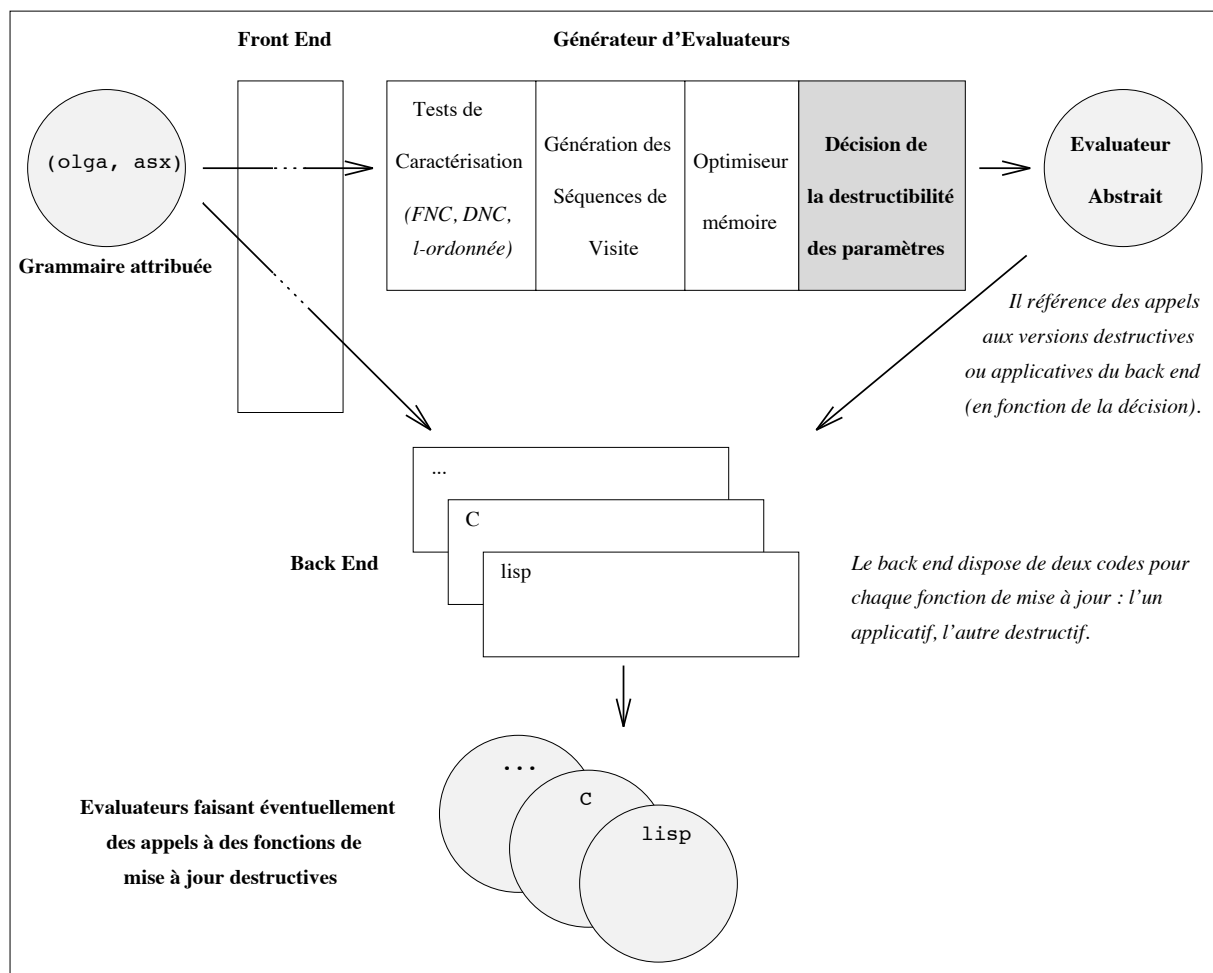 Front End
Générateur d'Evaluateurs
(olga, asx)
Grammaire attribuée
Tests de
Caractérisation
(FNC, DNC,
l-ordonnée)
Génération des
Séquences de
Visite
Optimiseur
mémoire
Décision de
la destructibilité
des paramètres
Evaluateur
Abstrait
Il référence des appels
aux versions destructives
ou applicatives du back end
(en fonction de la décision).
...
C
lisp
Back End
Le back end dispose de deux codes pour
chaque fonction de mise à jour : l'un
applicatif, l'autre destructif.
...
C
lisp
Evaluateurs faisant éventuellement
des appels à des fonctions de
mise à jour destructives